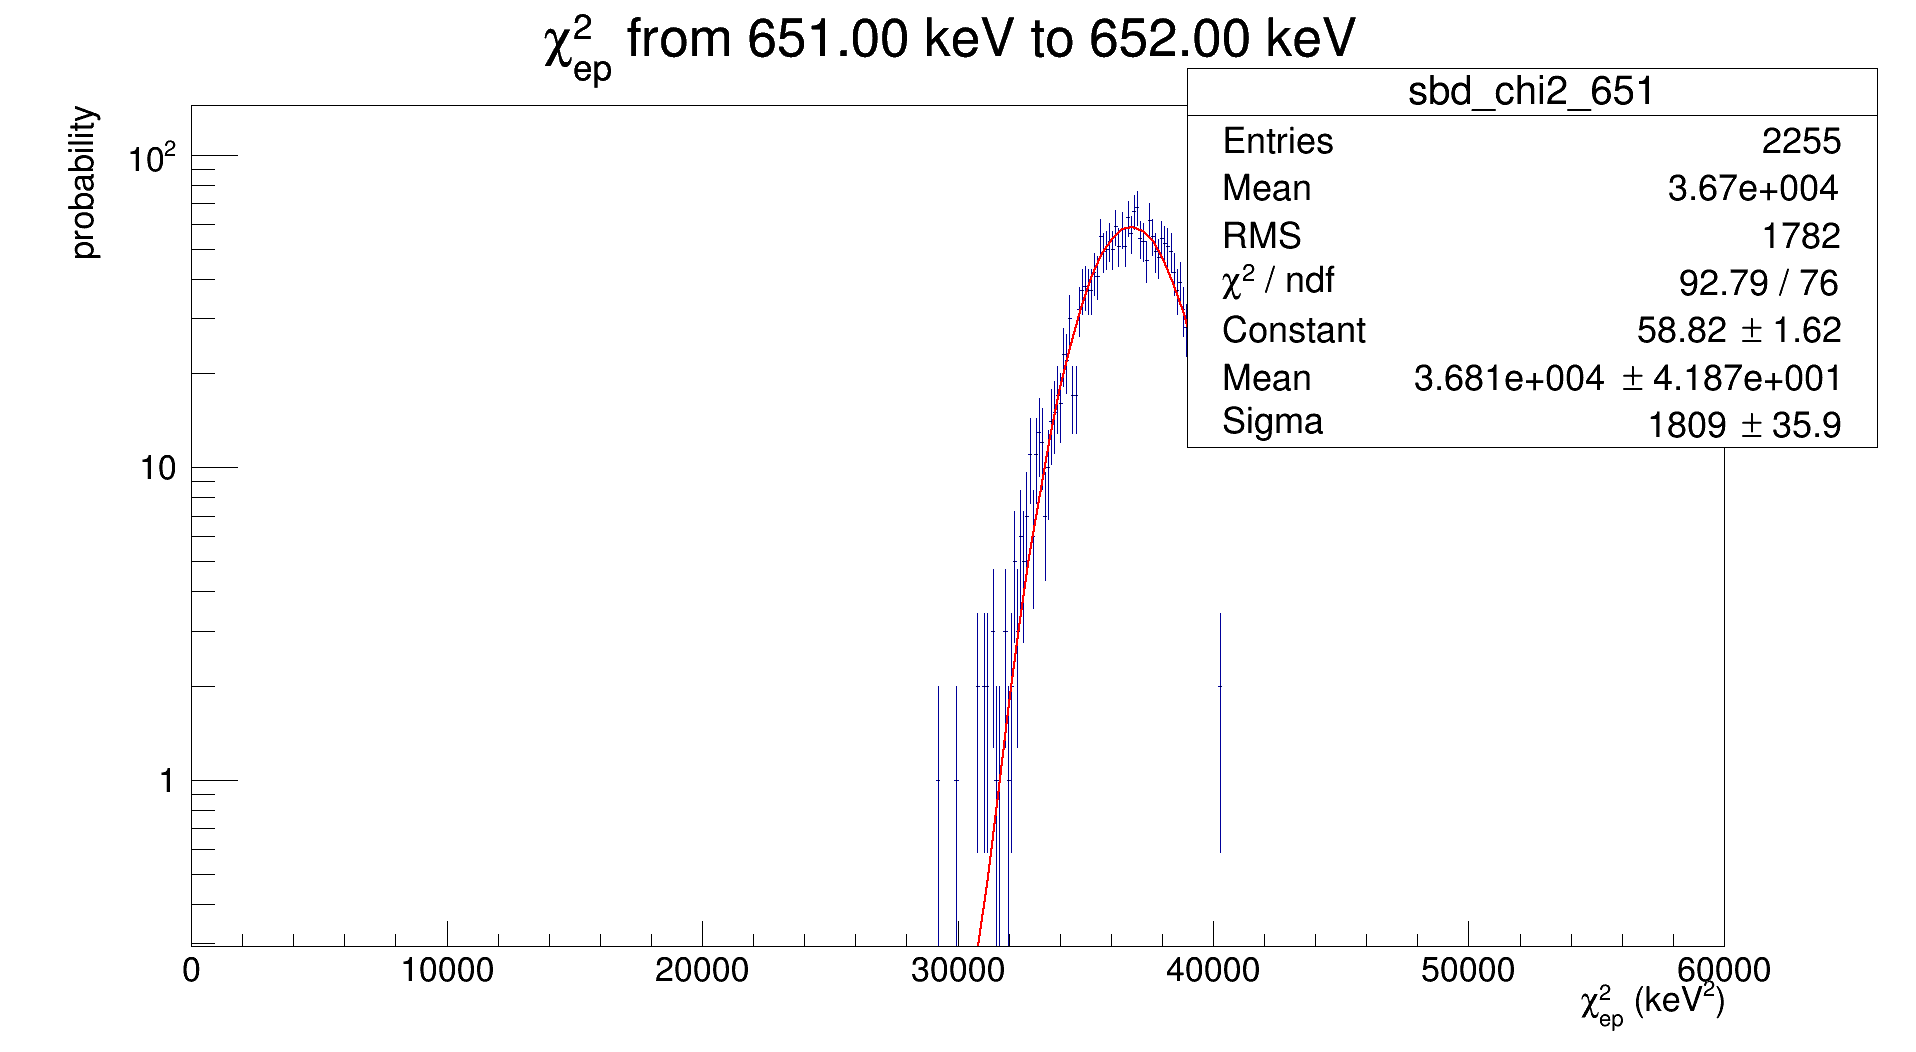 χ²ep from 651.00 keV to 652.00 keV
sbd_chi2_651
Entries 2255
Mean 3.67e+004
RMS 1782
χ² / ndf 92.79 / 76
Constant 58.82 ± 1.62
Mean 3.681e+004 ± 4.187e+001
Sigma 1809 ± 35.9
probability
10²
10
1
0 10000 20000 30000 40000 50000 60000
χ²ep (keV²)